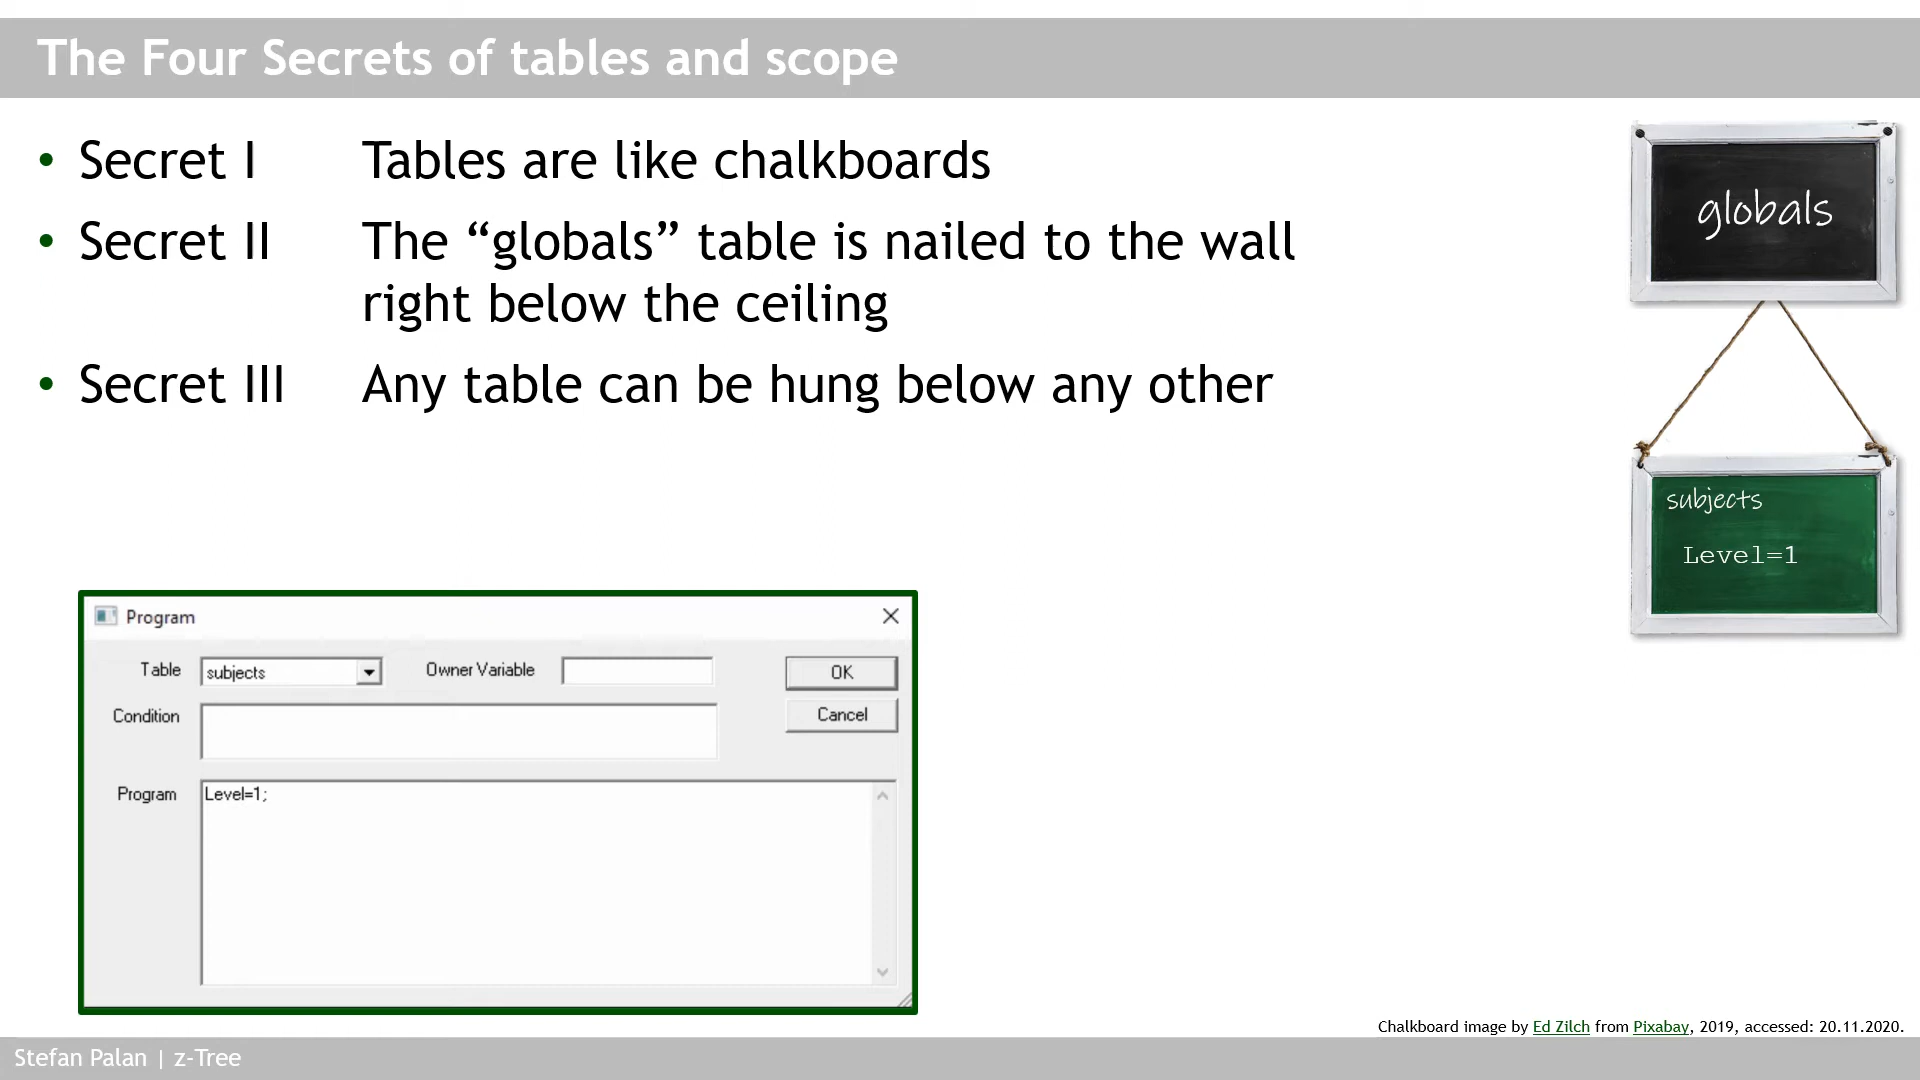 The Four Secrets of tables and scope
• Secret I Tables are like chalkboards
• Secret II The “globals” table is nailed to the wall
right below the ceiling
• Secret III Any table can be hung below any other
globals
subjects
Level=1
Program
Table subjects Owner Variable OK
Condition Cancel
Program Level=1;
Chalkboard image by Ed Zilch from Pixabay, 2019, accessed: 20.11.2020.
Stefan Palan | z-Tree